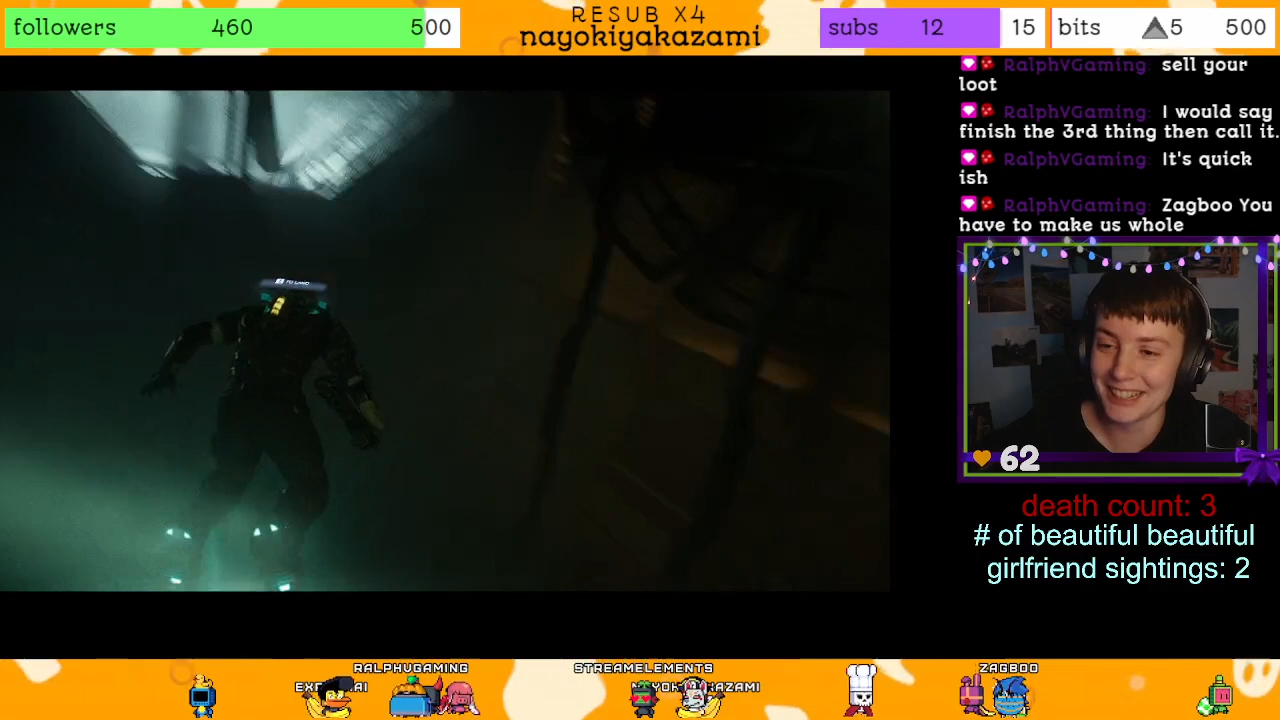 followers 460 500
RESUB X4
nayokiyakazami
subs 12 15
bits 5 500
RalphVGaming: sell your
loot
RalphVGaming: I would say
finish the 3rd thing then call it.
RalphVGaming: It's quick
ish
RalphVGaming: Zagboo You
have to make us whole
62
death count: 3
# of beautiful beautiful
girlfriend sightings: 2
RALPHVGAMING
STREAMELEMENTS
ZAGBOO